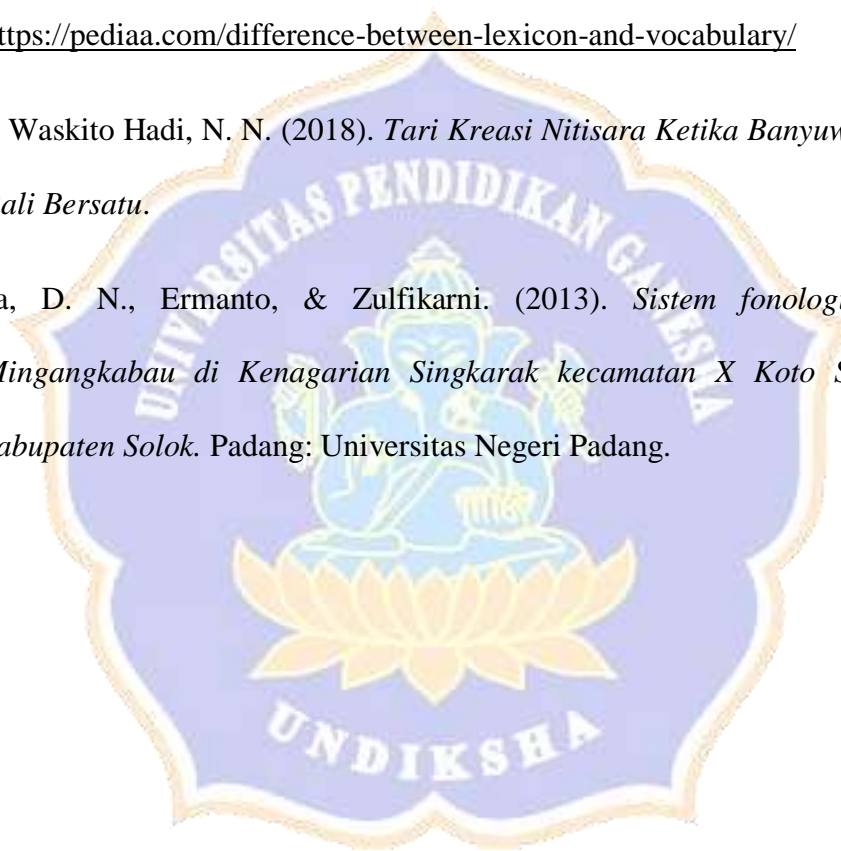 ttps://pediaa.com/difference-between-lexicon-and-vocabulary/
Waskito Hadi, N. N. (2018). Tari Kreasi Nitisara Ketika Banyuw
ali Bersatu.
a, D. N., Ermanto, & Zulfikarni. (2013). Sistem fonologi
Mingangkabau di Kenagarian Singkarak kecamatan X Koto S
abupaten Solok. Padang: Universitas Negeri Padang.
UNIVERSITAS PENDIDIKAN GANESHA
UNDIKSHA